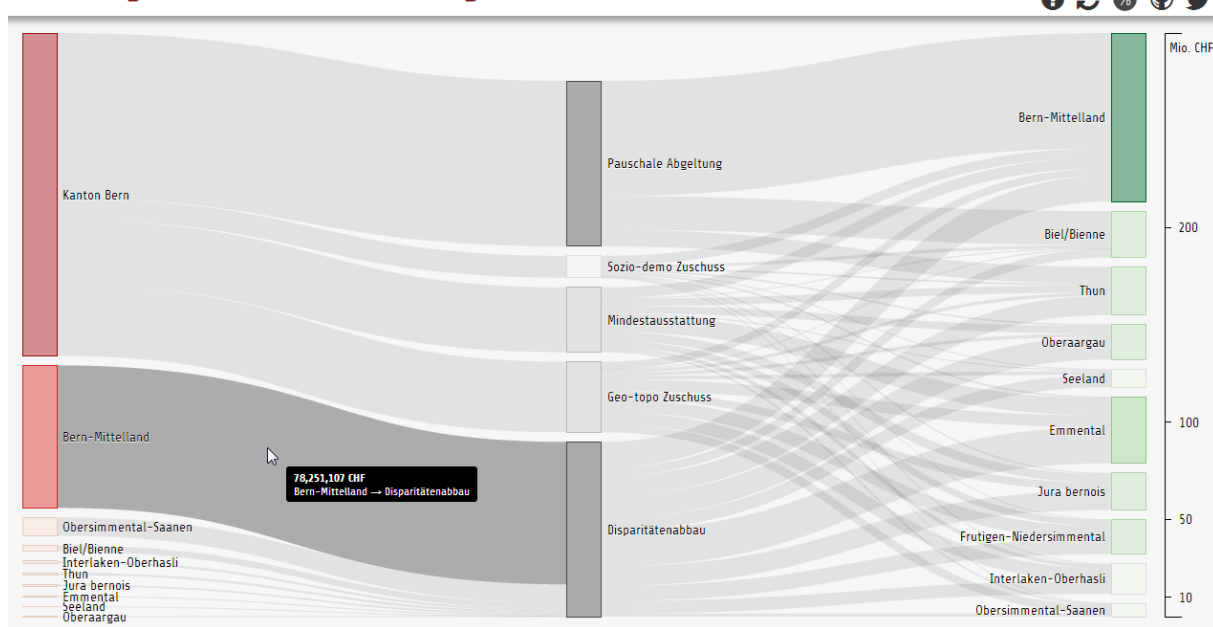 Mio. CHF
200
100
50
10
Kanton Bern
Bern-Mittelland
Obersimmental-Saanen
Biel/Bienne
Interlaken-Oberhasli
Thun
Jura bernois
Emmental
Seeland
Oberaargau
78,251,107 CHF
Bern-Mittelland → Disparitätenabbau
Pauschale Abgeltung
Sozio-demo Zuschuss
Mindestausstattung
Geo-topo Zuschuss
Disparitätenabbau
Bern-Mittelland
Biel/Bienne
Thun
Oberaargau
Seeland
Emmental
Jura bernois
Frutigen-Niedersimmental
Interlaken-Oberhasli
Obersimmental-Saanen